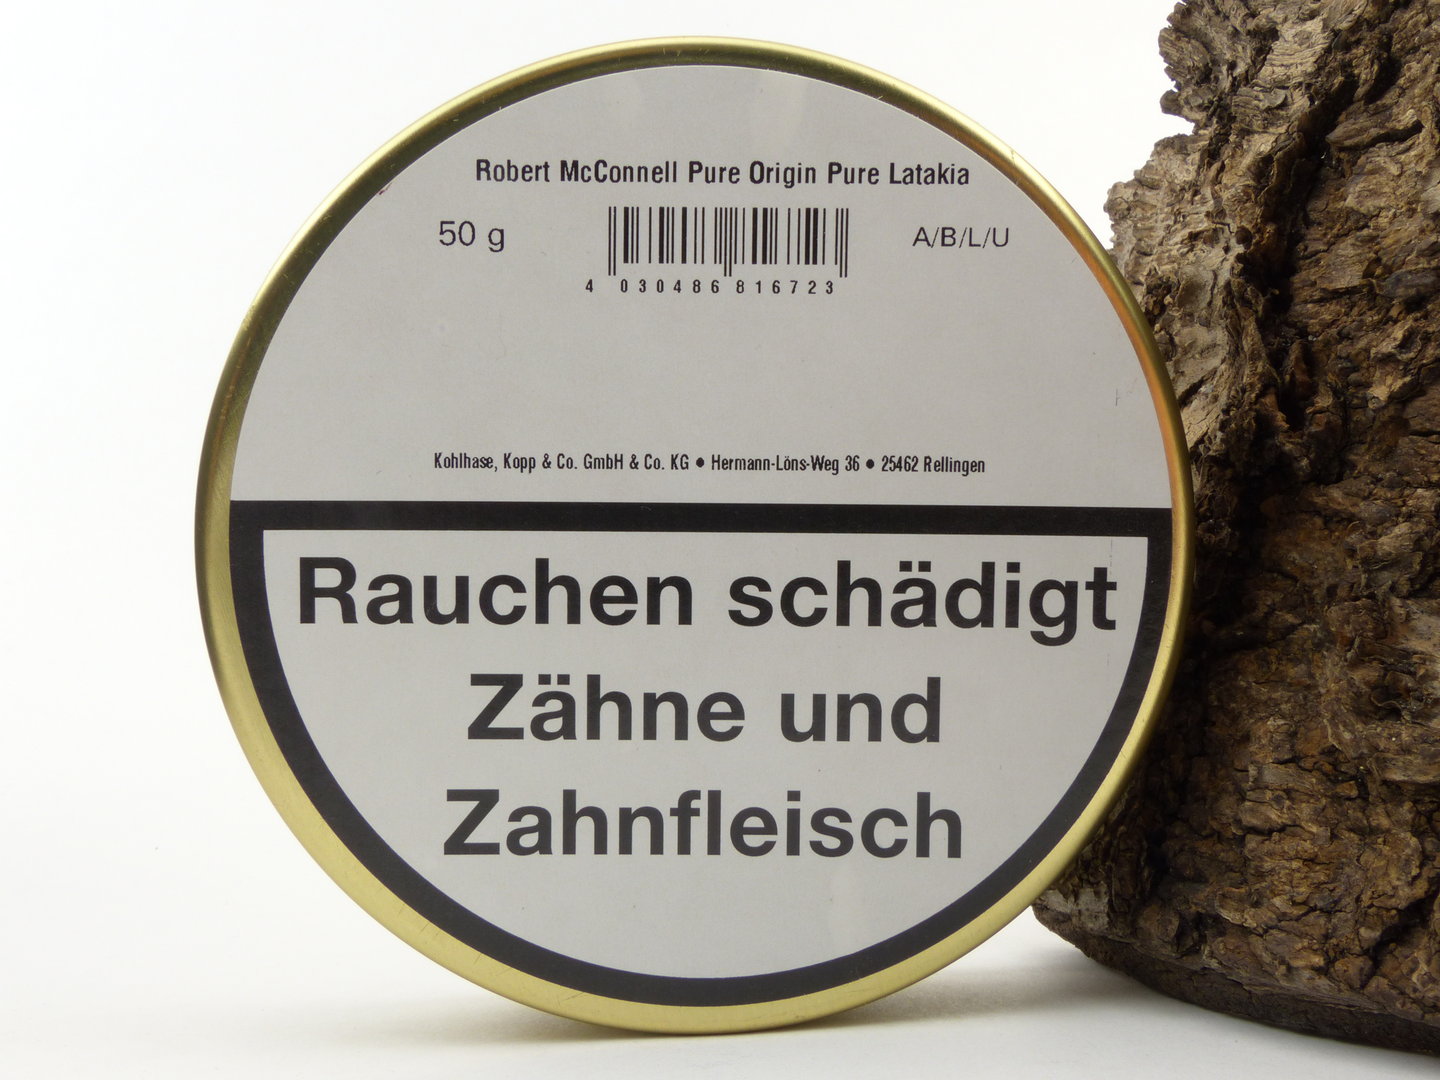 Robert McConnell Pure Origin Pure Latakia
50 g
A/B/L/U
4 030486 816723
Kohlhase, Kopp & Co. GmbH & Co. KG • Hermann-Löns-Weg 36 • 25462 Rellingen
Rauchen schädigt
Zähne und
Zahnfleisch